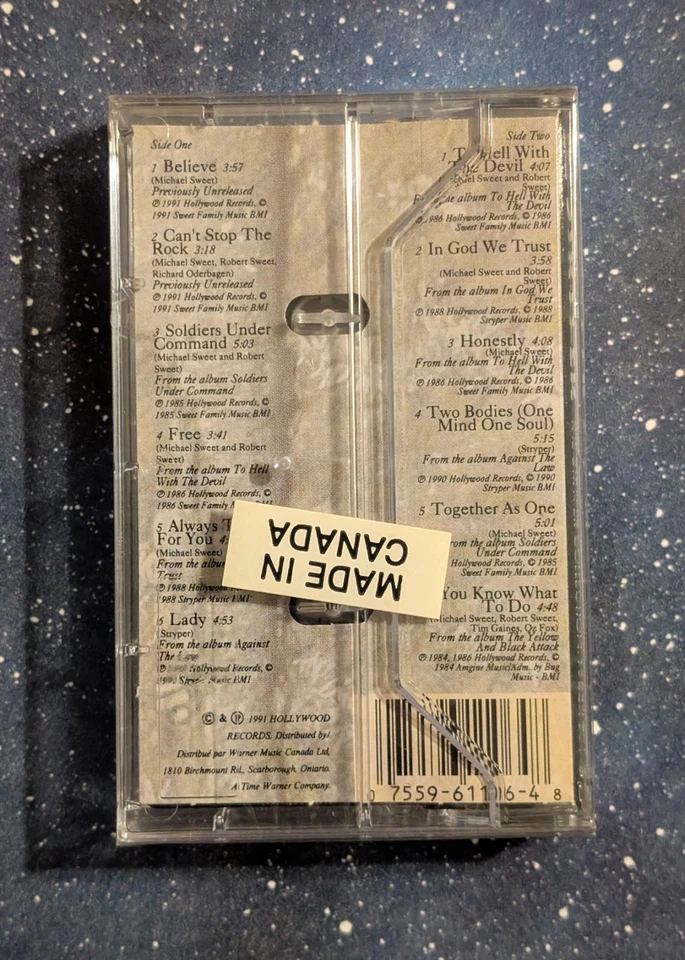 Side One
1 Believe 3:57
(Michael Sweet)
Previously Unreleased
℗ 1991 Hollywood Records, ©
1991 Sweet Family Music BMI
2 Can't Stop The
Rock 3:18
(Michael Sweet, Robert Sweet,
Richard Oderbagen)
Previously Unreleased
℗ 1991 Hollywood Records, ©
1991 Sweet Family Music BMI
3 Soldiers Under
Command 5:03
(Michael Sweet and Robert
Sweet)
From the album Soldiers
Under Command
℗ 1985 Hollywood Records, ©
1985 Sweet Family Music BMI
4 Free 3:41
(Michael Sweet and Robert
Sweet)
From the album To Hell
With The Devil
℗ 1986 Hollywood Records, ©
1986 Sweet Family
5 Always
For You
(Michael Sweet)
From the
Trust
℗ 1988 Hollywood
1988 Stryper Music BMI
6 Lady 4:53
(Stryper)
From the album Against
The
Hollywood Records, ©
Music BMI
© & ℗ 1991 HOLLYWOOD
RECORDS. Distributed by/
Distribué par Warner Music Canada Ltd,
1810 Birchmount Rd., Scarborough, Ontario.
A Time Warner Company.
Side Two
1 Hell With
The Devil 4:07
Sweet and Robert
Sweet)
the album To Hell With
The Devil
1986 Hollywood Records, © 1986
Sweet Family Music BMI
2 In God We Trust
3:58
(Michael Sweet and Robert
Sweet)
From the album In God We
Trust
℗ 1988 Hollywood Records, © 1988
Stryper Music BMI
3 Honestly 4:08
(Michael Sweet)
From the album To Hell With
The Devil
℗ 1986 Hollywood Records, © 1986
Sweet Family Music BMI
4 Two Bodies (One
Mind One Soul)
5:15
(Stryper)
From the album Against The
Law
℗ 1990 Hollywood Records, © 1990
Stryper Music BMI
5 Together As One
5:01
(Michael Sweet)
From the album Soldiers
Under Command
Hollywood Records, © 1985
Sweet Family Music BMI
You Know What
To Do 4:48
(Michael Sweet, Robert Sweet,
Tim Gaines, Oz Fox)
From the album The Yellow
And Black Attack
℗ 1984, 1986 Hollywood Records, ©
1984 Amgine Music/Adm. by Bug
Music - BMI
MADE IN
CANADA
0 7559-61106-4 8